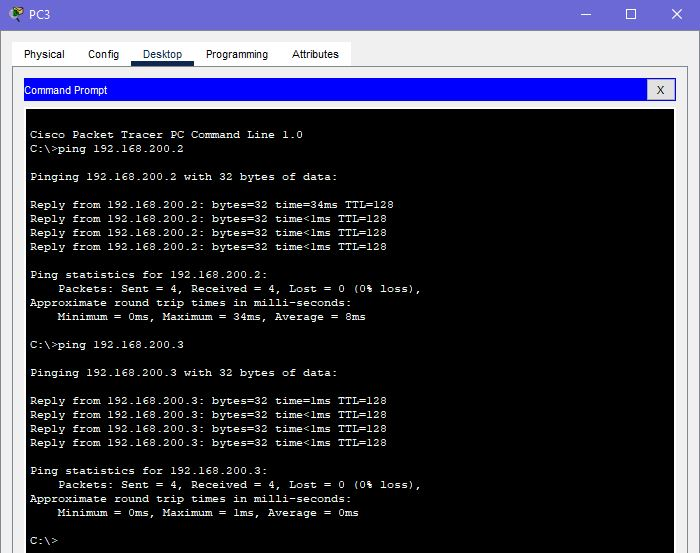 PC3
Physical Config Desktop Programming Attributes
Command Prompt
X
Cisco Packet Tracer PC Command Line 1.0
C:\>ping 192.168.200.2
Pinging 192.168.200.2 with 32 bytes of data:
Reply from 192.168.200.2: bytes=32 time=34ms TTL=128
Reply from 192.168.200.2: bytes=32 time<1ms TTL=128
Reply from 192.168.200.2: bytes=32 time<1ms TTL=128
Reply from 192.168.200.2: bytes=32 time<1ms TTL=128
Ping statistics for 192.168.200.2:
    Packets: Sent = 4, Received = 4, Lost = 0 (0% loss),
Approximate round trip times in milli-seconds:
    Minimum = 0ms, Maximum = 34ms, Average = 8ms
C:\>ping 192.168.200.3
Pinging 192.168.200.3 with 32 bytes of data:
Reply from 192.168.200.3: bytes=32 time=1ms TTL=128
Reply from 192.168.200.3: bytes=32 time<1ms TTL=128
Reply from 192.168.200.3: bytes=32 time<1ms TTL=128
Reply from 192.168.200.3: bytes=32 time<1ms TTL=128
Ping statistics for 192.168.200.3:
    Packets: Sent = 4, Received = 4, Lost = 0 (0% loss),
Approximate round trip times in milli-seconds:
    Minimum = 0ms, Maximum = 1ms, Average = 0ms
C:\>